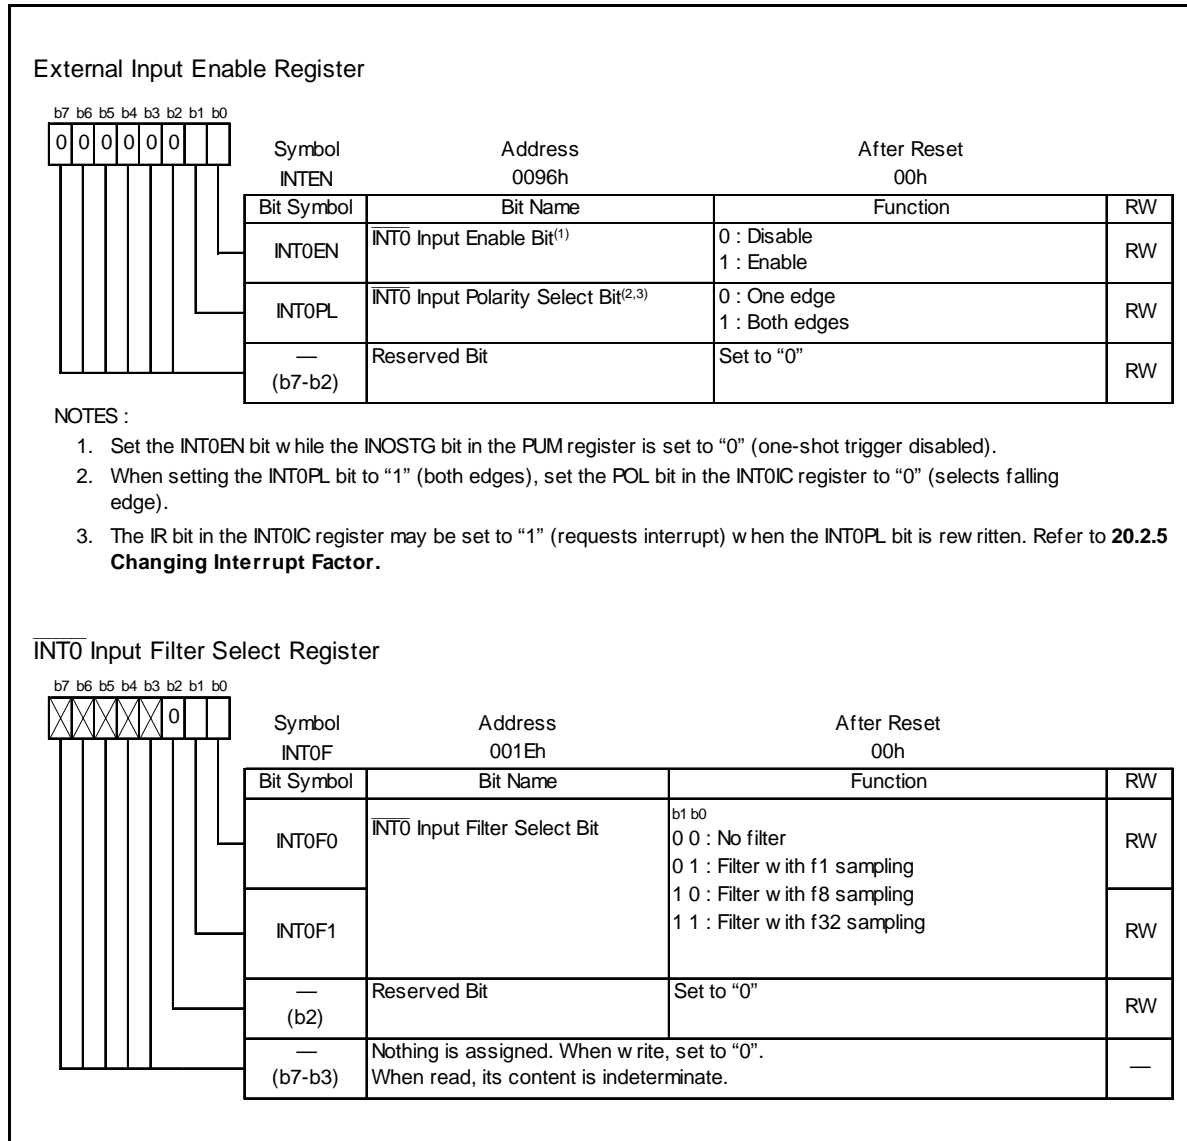 External Input Enable Register
b7 b6 b5 b4 b3 b2 b1 b0
0 0 0 0 0 0
Symbol Address After Reset
INTEN 0096h 00h
Bit Symbol Bit Name Function RW
INT0EN INT0 Input Enable Bit(1) 0 : Disable RW
1 : Enable
INT0PL INT0 Input Polarity Select Bit(2,3) 0 : One edge RW
1 : Both edges
— Reserved Bit Set to “0” RW
(b7-b2)
NOTES :
1. Set the INT0EN bit while the INOSTG bit in the PUM register is set to “0” (one-shot trigger disabled).
2. When setting the INT0PL bit to “1” (both edges), set the POL bit in the INT0IC register to “0” (selects falling
edge).
3. The IR bit in the INT0IC register may be set to “1” (requests interrupt) when the INT0PL bit is rewritten. Refer to 20.2.5
Changing Interrupt Factor.
INT0 Input Filter Select Register
b7 b6 b5 b4 b3 b2 b1 b0
0
Symbol Address After Reset
INT0F 001Eh 00h
Bit Symbol Bit Name Function RW
INT0F0 INT0 Input Filter Select Bit b1 b0 RW
0 0 : No filter
0 1 : Filter with f1 sampling
1 0 : Filter with f8 sampling
INT0F1 1 1 : Filter with f32 sampling RW
— Reserved Bit Set to “0” RW
(b2)
— Nothing is assigned. When write, set to “0”. —
(b7-b3) When read, its content is indeterminate.